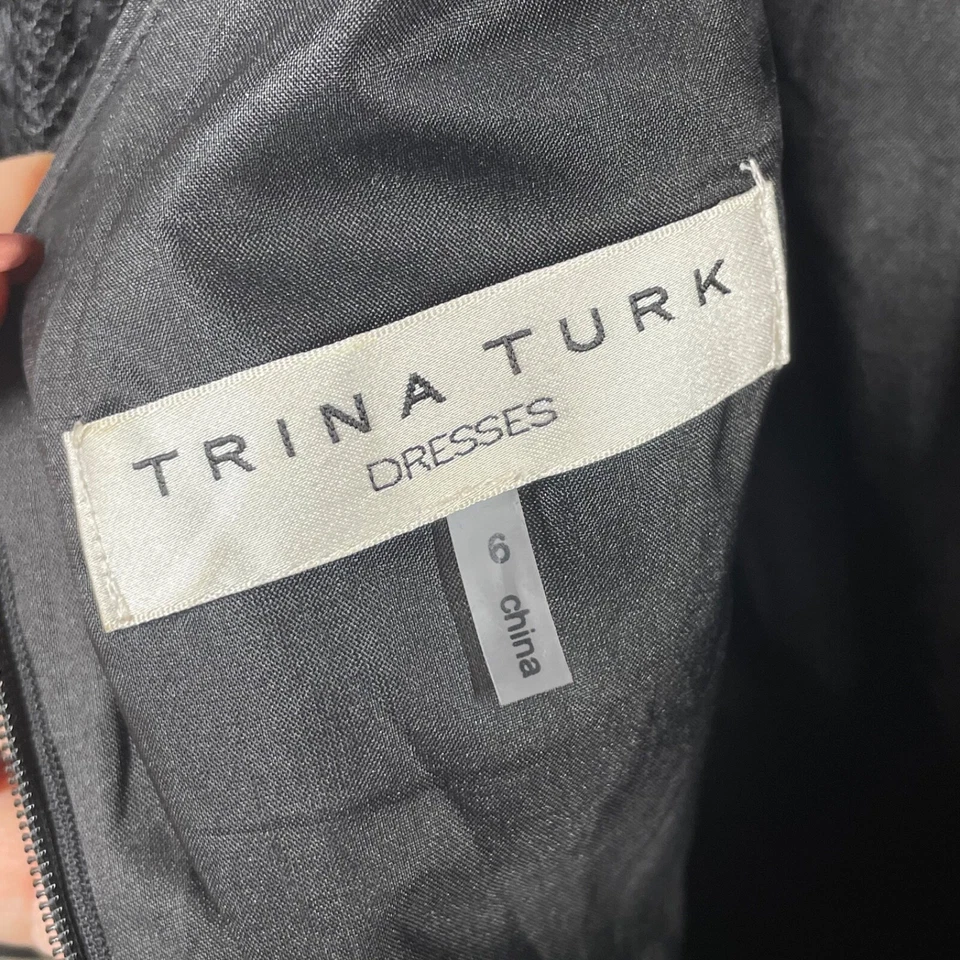 TRINA TURK
DRESSES
6 china